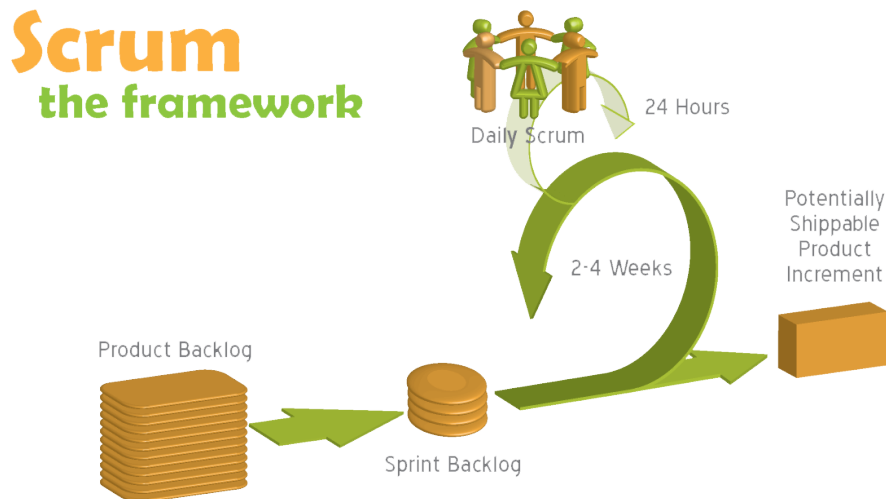 Scrum
the framework
24 Hours
Daily Scrum
Potentially
Shippable
Product
Increment
2-4 Weeks
Product Backlog
Sprint Backlog